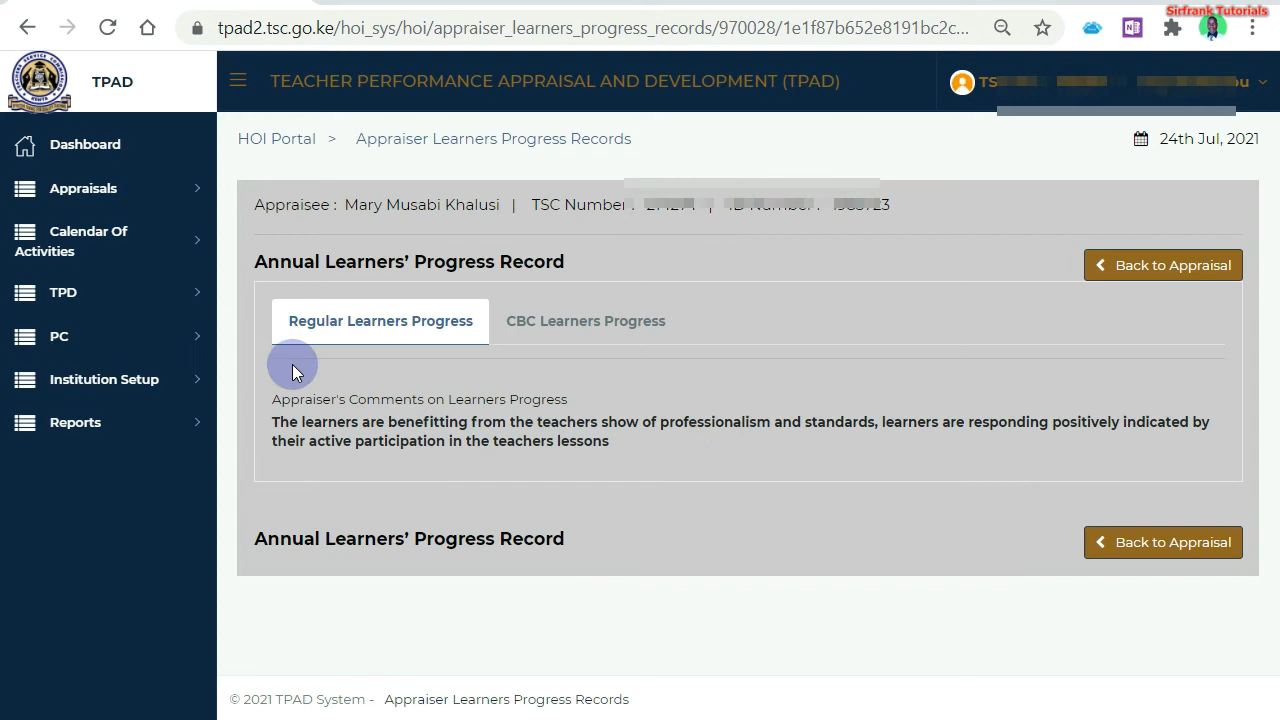 Sirfrank Tutorials
tpad2.tsc.go.ke/hoi_sys/hoi/appraiser_learners_progress_records/970028/1e1f87b652e8191bc2c...
TPAD
TEACHER PERFORMANCE APPRAISAL AND DEVELOPMENT (TPAD)
HOI Portal > Appraiser Learners Progress Records
24th Jul, 2021
Dashboard
Appraisals
Calendar Of
Activities
TPD
PC
Institution Setup
Reports
Appraisee : Mary Musabi Khalusi | TSC Number
Annual Learners’ Progress Record
Back to Appraisal
Regular Learners Progress
CBC Learners Progress
Appraiser's Comments on Learners Progress
The learners are benefitting from the teachers show of professionalism and standards, learners are responding positively indicated by
their active participation in the teachers lessons
Annual Learners’ Progress Record
Back to Appraisal
© 2021 TPAD System - Appraiser Learners Progress Records